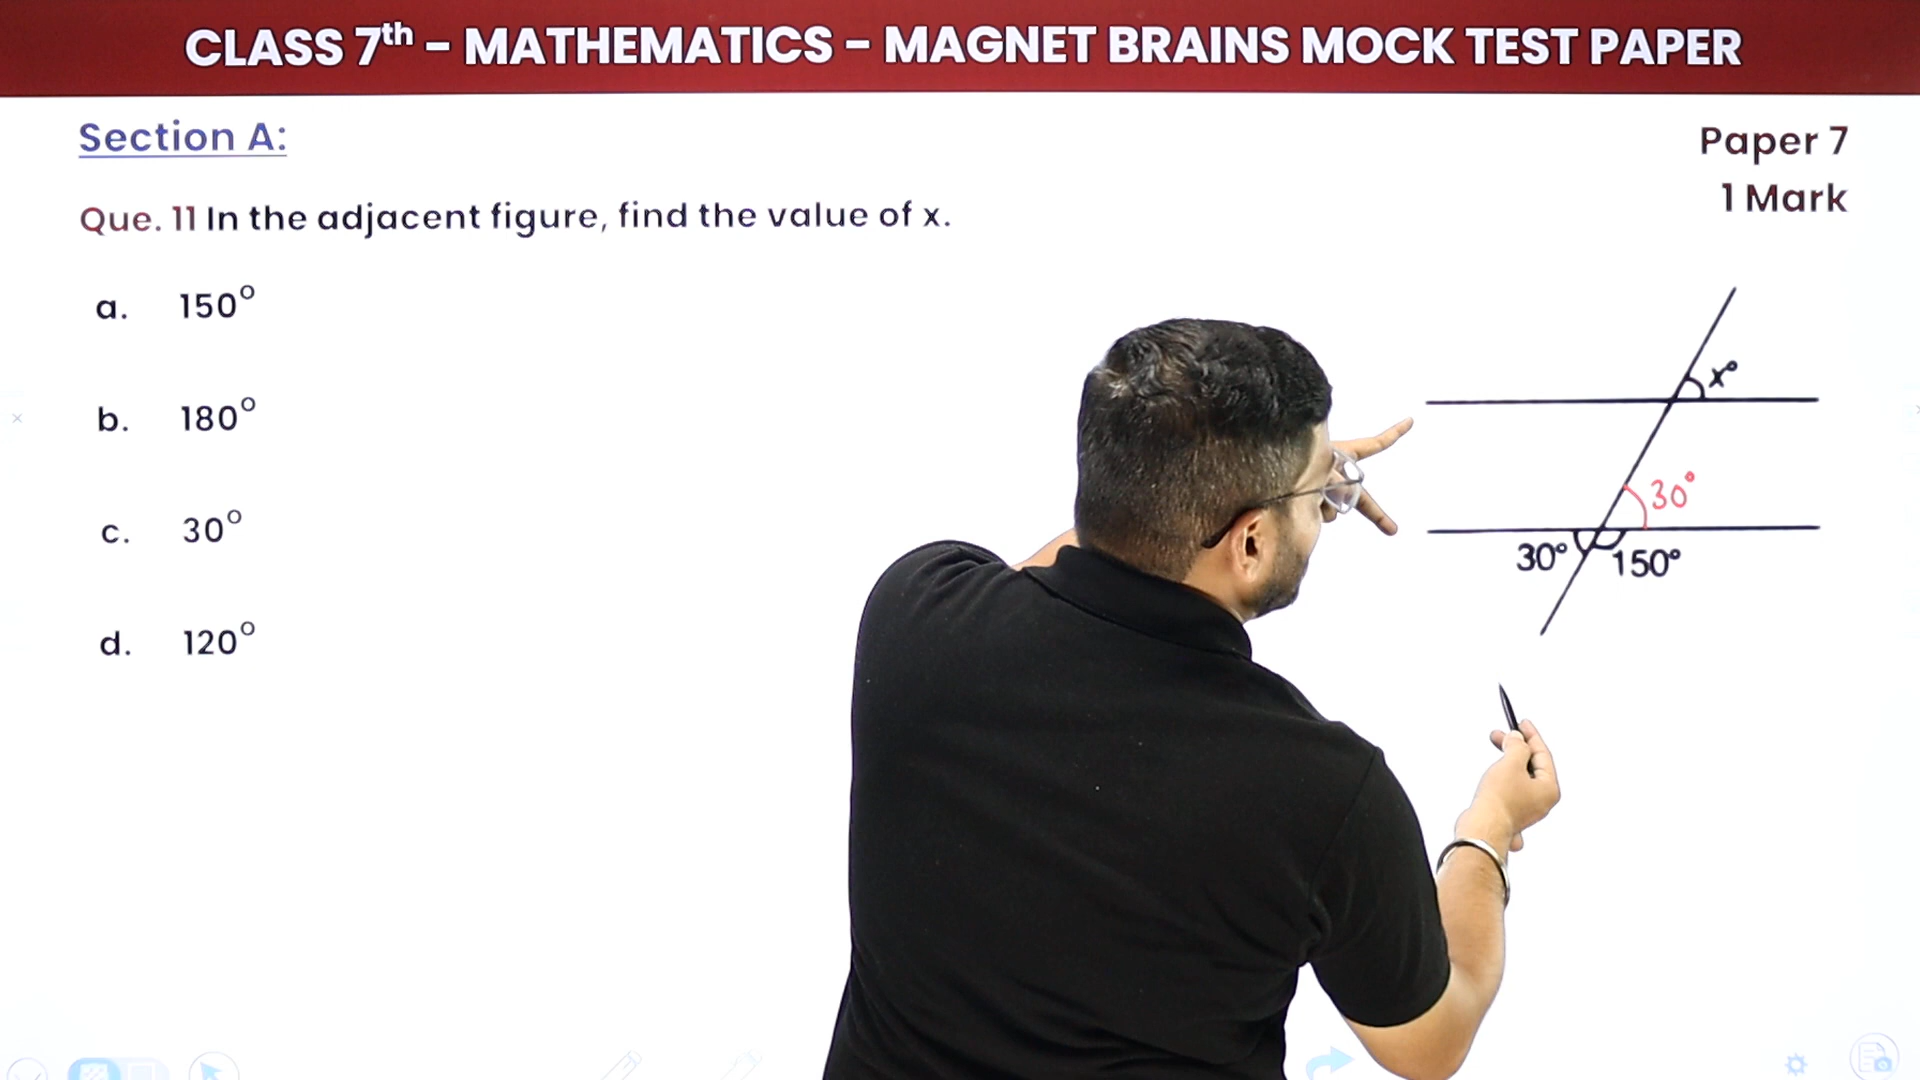 CLASS 7th – MATHEMATICS – MAGNET BRAINS MOCK TEST PAPER
Section A:
Paper 7
1 Mark
Que. 11 In the adjacent figure, find the value of x.
a. 150°
b. 180°
c. 30°
d. 120°
x°
30°
30° 150°